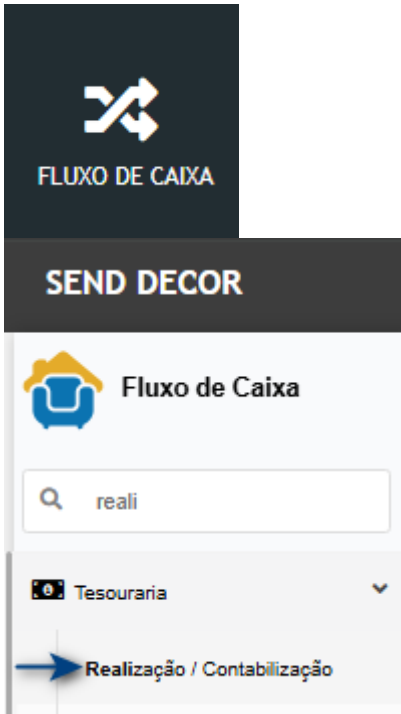 FLUXO DE CAIXA
SEND DECOR
Fluxo de Caixa
reali
Tesouraria
Realização / Contabilização